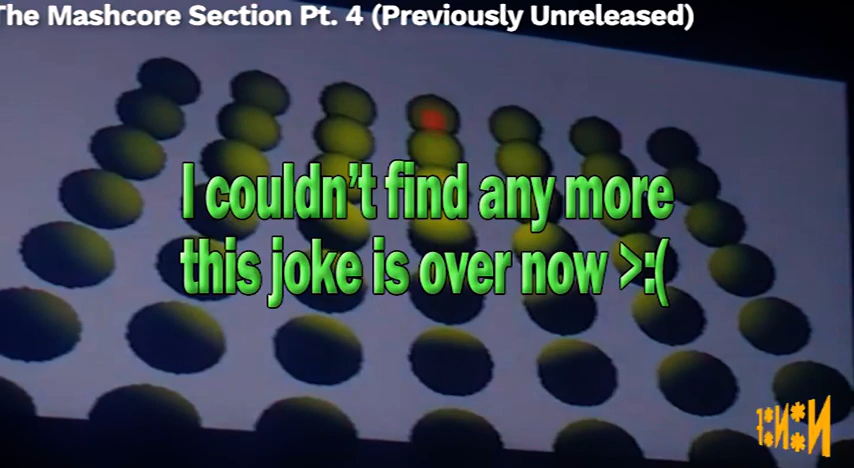 The Mashcore Section Pt. 4 (Previously Unreleased)
I couldn't find any more
this joke is over now >:(